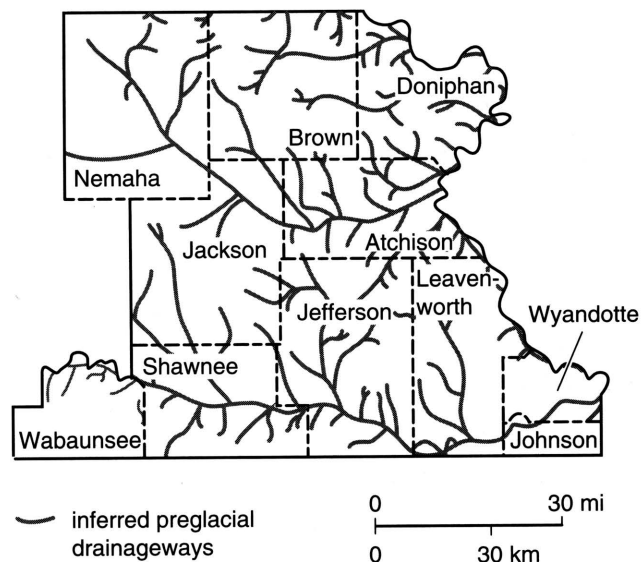 Doniphan
Brown
Nemaha
Jackson
Atchison
Leaven-
worth
Jefferson
Wyandotte
Shawnee
Wabaunsee
Johnson
inferred preglacial
drainageways
0 30 mi
0 30 km